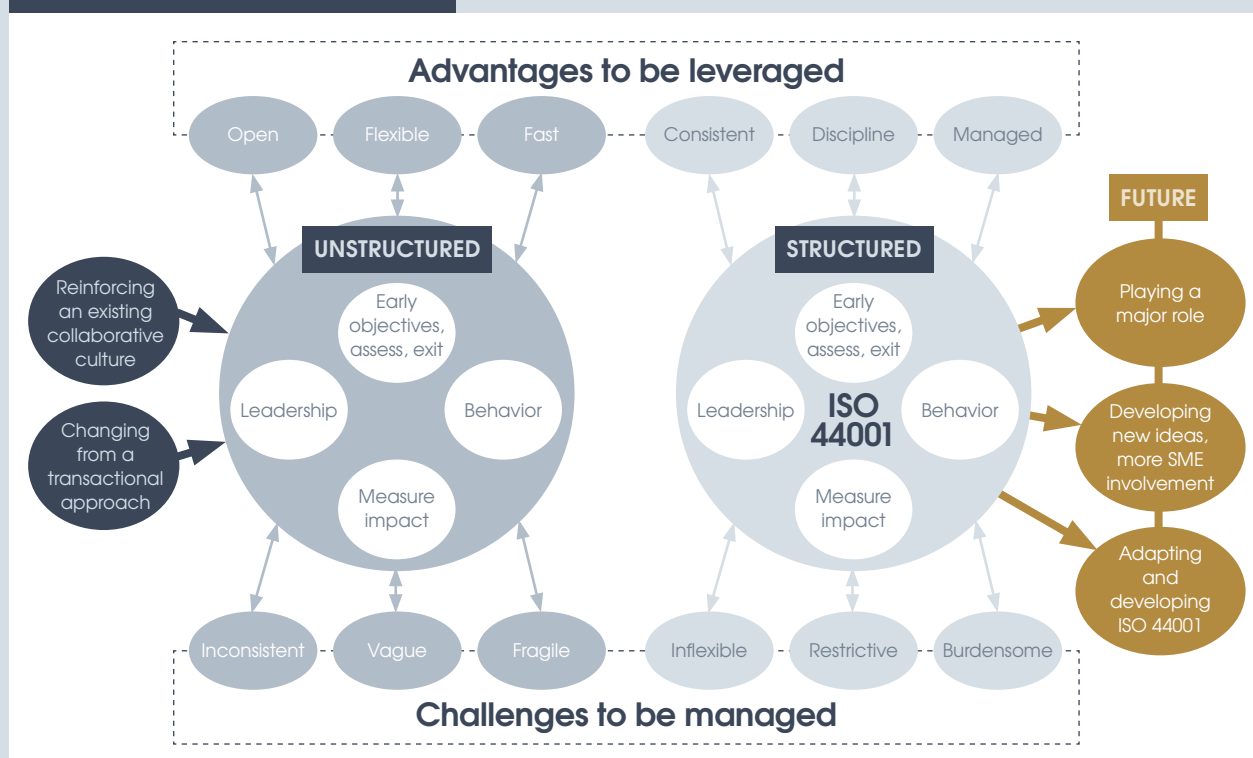 Advantages to be leveraged
Open
Flexible
Fast
Consistent
Discipline
Managed
UNSTRUCTURED
STRUCTURED
FUTURE
Reinforcing
an existing
collaborative
culture
Changing
from a
transactional
approach
Early
objectives,
assess, exit
Leadership
Behavior
Measure
impact
Early
objectives,
assess, exit
Leadership
ISO
44001
Behavior
Measure
impact
Playing a
major role
Developing
new ideas,
more SME
involvement
Adapting
and
developing
ISO 44001
Inconsistent
Vague
Fragile
Inflexible
Restrictive
Burdensome
Challenges to be managed